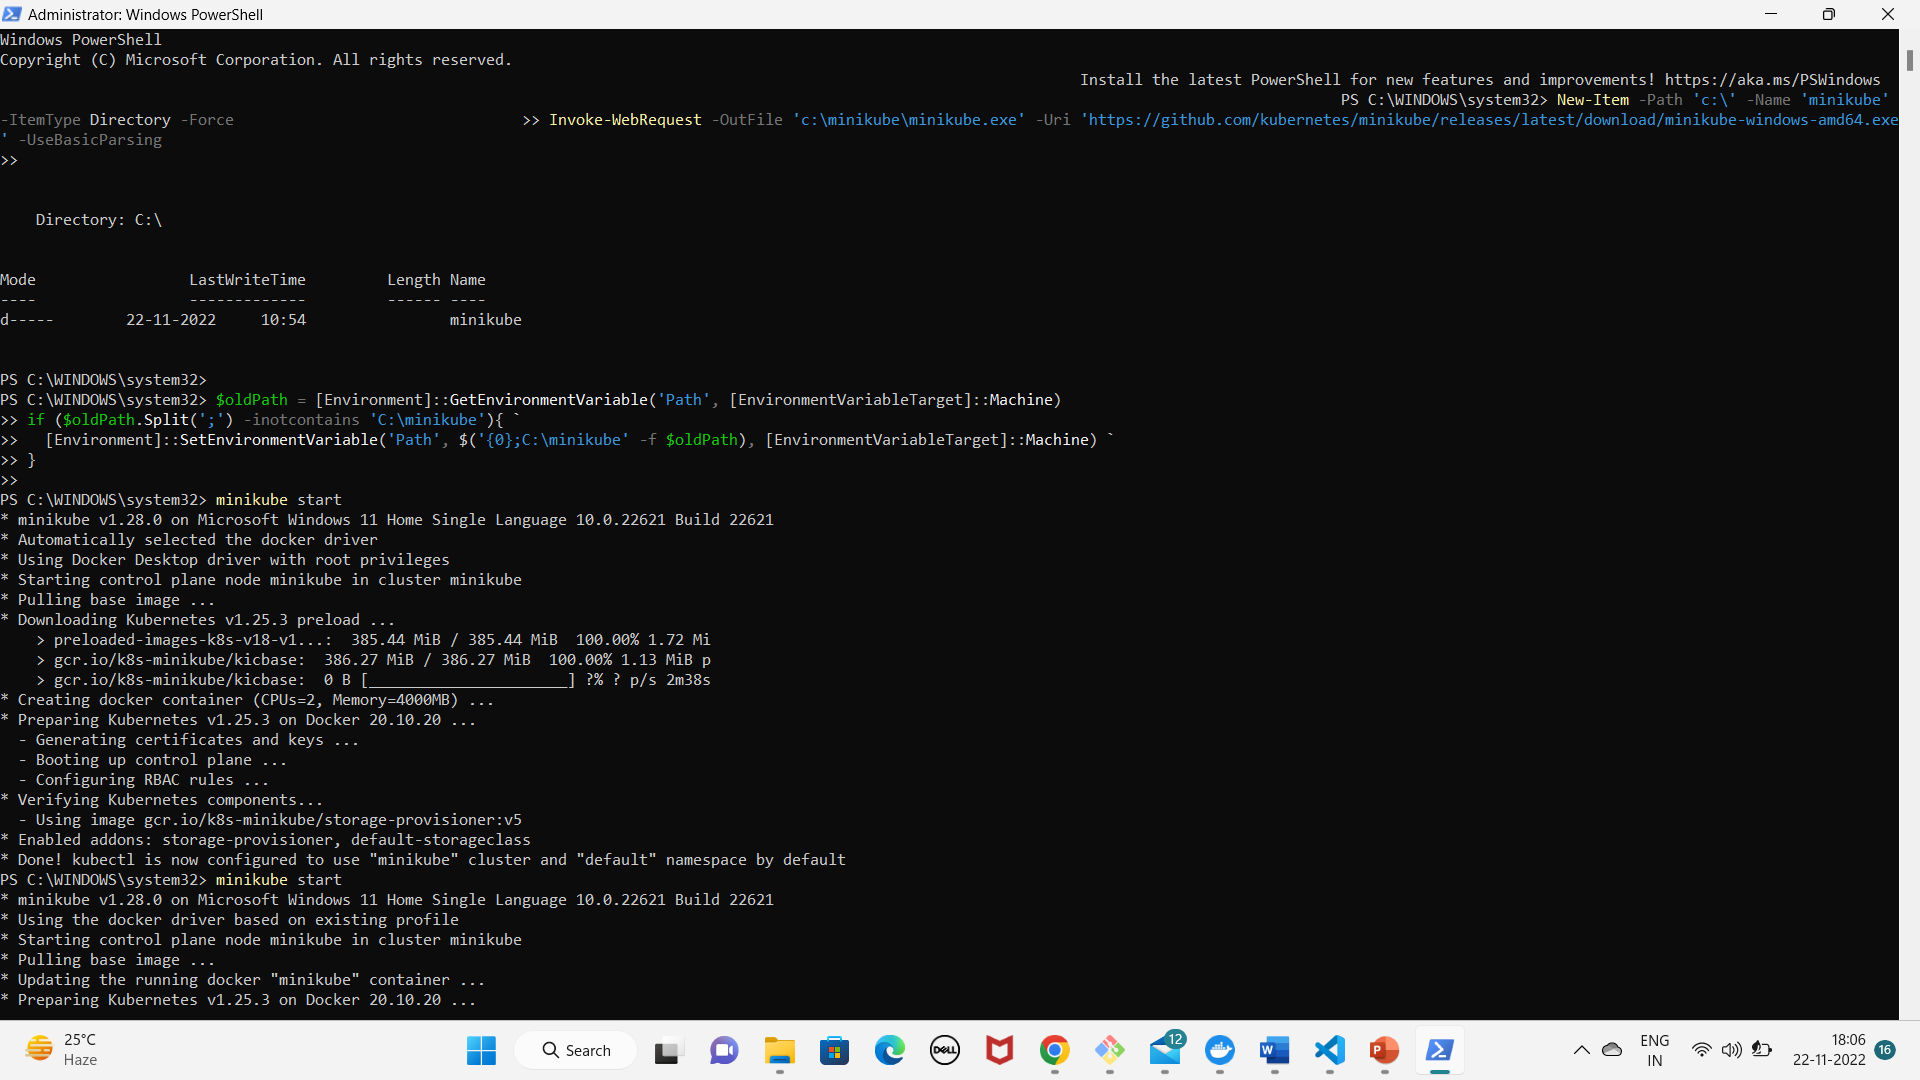 Administrator: Windows PowerShell
Windows PowerShell
Copyright (C) Microsoft Corporation. All rights reserved.
Install the latest PowerShell for new features and improvements! https://aka.ms/PSWindows
PS C:\WINDOWS\system32> New-Item -Path 'c:\' -Name 'minikube'
-ItemType Directory -Force >> Invoke-WebRequest -OutFile 'c:\minikube\minikube.exe' -Uri 'https://github.com/kubernetes/minikube/releases/latest/download/minikube-windows-amd64.exe
' -UseBasicParsing
>>
Directory: C:\
Mode LastWriteTime Length Name
---- ------------- ------ ----
d----- 22-11-2022 10:54 minikube
PS C:\WINDOWS\system32>
PS C:\WINDOWS\system32> $oldPath = [Environment]::GetEnvironmentVariable('Path', [EnvironmentVariableTarget]::Machine)
>> if ($oldPath.Split(';') -inotcontains 'C:\minikube'){ `
>>   [Environment]::SetEnvironmentVariable('Path', $('{0};C:\minikube' -f $oldPath), [EnvironmentVariableTarget]::Machine) `
>> }
>>
PS C:\WINDOWS\system32> minikube start
* minikube v1.28.0 on Microsoft Windows 11 Home Single Language 10.0.22621 Build 22621
* Automatically selected the docker driver
* Using Docker Desktop driver with root privileges
* Starting control plane node minikube in cluster minikube
* Pulling base image ...
* Downloading Kubernetes v1.25.3 preload ...
> preloaded-images-k8s-v18-v1...:  385.44 MiB / 385.44 MiB  100.00% 1.72 Mi
> gcr.io/k8s-minikube/kicbase:  386.27 MiB / 386.27 MiB  100.00% 1.13 MiB p
> gcr.io/k8s-minikube/kicbase:  0 B [______________________] ?% ? p/s 2m38s
* Creating docker container (CPUs=2, Memory=4000MB) ...
* Preparing Kubernetes v1.25.3 on Docker 20.10.20 ...
- Generating certificates and keys ...
- Booting up control plane ...
- Configuring RBAC rules ...
* Verifying Kubernetes components...
- Using image gcr.io/k8s-minikube/storage-provisioner:v5
* Enabled addons: storage-provisioner, default-storageclass
* Done! kubectl is now configured to use "minikube" cluster and "default" namespace by default
PS C:\WINDOWS\system32> minikube start
* minikube v1.28.0 on Microsoft Windows 11 Home Single Language 10.0.22621 Build 22621
* Using the docker driver based on existing profile
* Starting control plane node minikube in cluster minikube
* Pulling base image ...
* Updating the running docker "minikube" container ...
* Preparing Kubernetes v1.25.3 on Docker 20.10.20 ...
25°C
Haze
Search
DELL
12
W
P
ENG
IN
18:06
22-11-2022
16